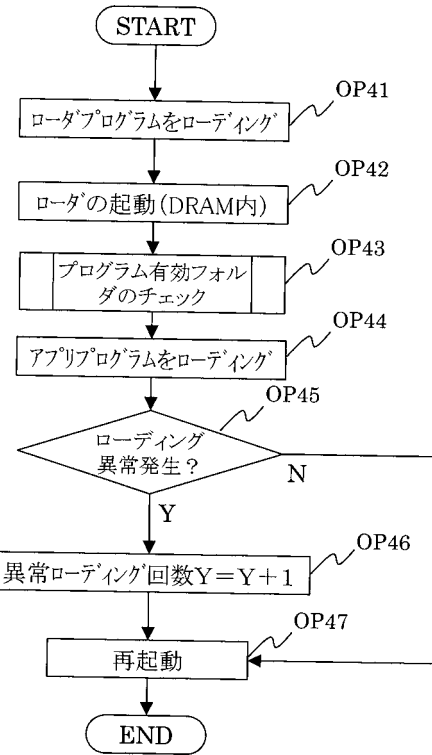 START
OP41
ローダプログラムをローディング
OP42
ローダの起動(DRAM内)
OP43
プログラム有効フォル
ダのチェック
OP44
アプリプログラムをローディング
OP45
ローディング
異常発生?
N
Y
OP46
異常ローディング回数Y=Y+1
OP47
再起動
END